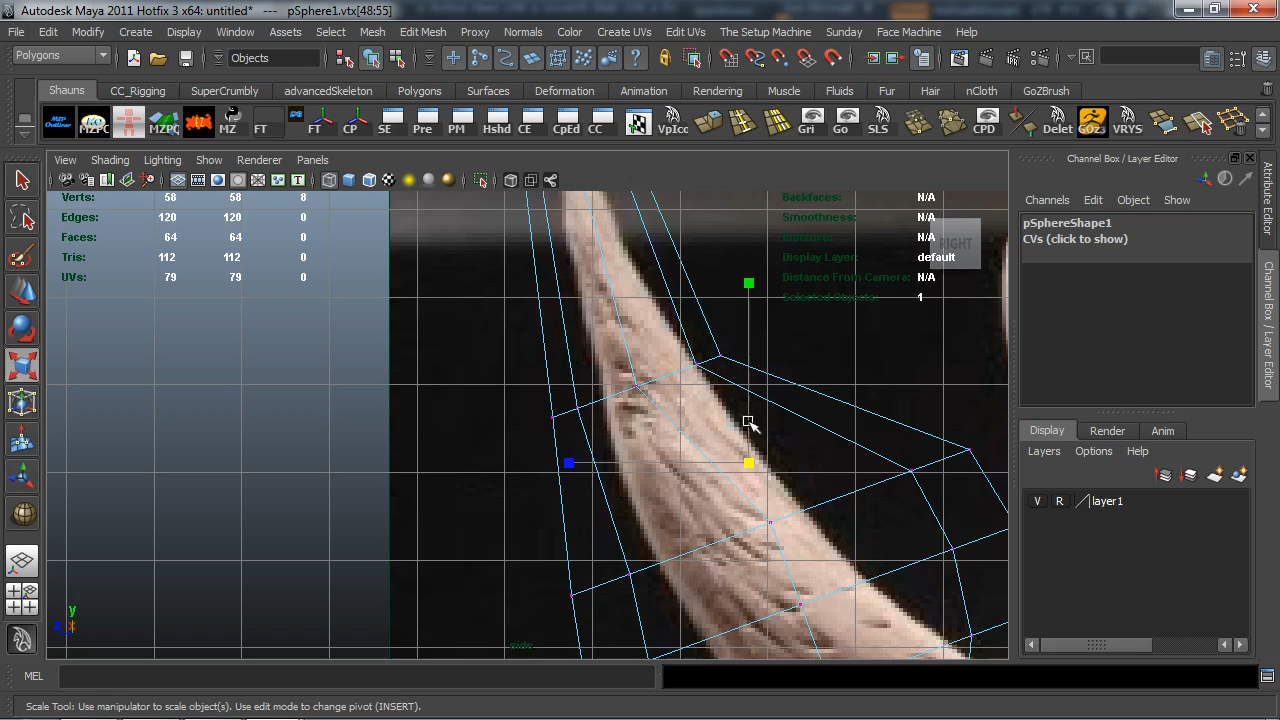 Autodesk Maya 2011 Hotfix 3 x64: untitled*   ---   pSphere1.vtx[48:55]
File Edit Modify Create Display Window Assets Select Mesh Edit Mesh Proxy Normals Color Create UVs Edit UVs The Setup Machine Sunday Face Machine Help
Polygons Objects
Shauns CC_Rigging SuperCrumbly advancedSkeleton Polygons Surfaces Deformation Animation Rendering Muscle Fluids Fur Hair nCloth GoZBrush
MZPC MZPC MZ FT FT CP SE Pre PM Hshd CE CpEd CC VpIcc Gri Go SLS CPD Delet GOz3 VRYS
View Shading Lighting Show Renderer Panels
Channel Box / Layer Editor
Channels Edit Object Show
Verts: 58 58 8
Edges: 120 120 0
Faces: 64 64 0
Tris: 112 112 0
UVs: 79 79 0
Backfaces: N/A
Smoothness: N/A
Distance: N/A
Display Layer: default
Distance From Camera: N/A
Selected Objects: 1
RIGHT
pSphereShape1
CVs (click to show)
Attribute Editor
Channel Box / Layer Editor
Display Render Anim
Layers Options Help
V R layer1
y
z x
side
MEL
Scale Tool: Use manipulator to scale object(s). Use edit mode to change pivot (INSERT).